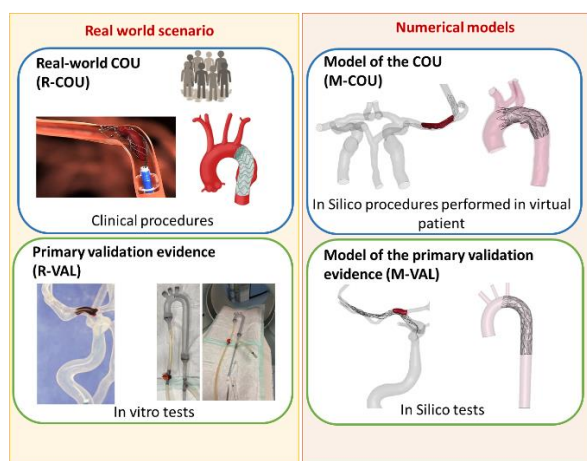 Real world scenario
Real-world COU
(R-COU)
Clinical procedures
Primary validation evidence
(R-VAL)
In vitro tests
Numerical models
Model of the COU
(M-COU)
In Silico procedures performed in virtual
patient
Model of the primary validation
evidence (M-VAL)
In Silico tests